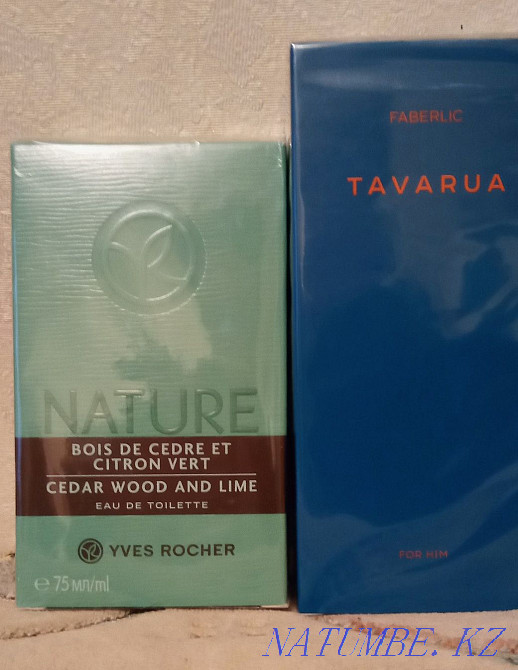 NATURE
BOIS DE CEDRE ET
CITRON VERT
CEDAR WOOD AND LIME
EAU DE TOILETTE
YVES ROCHER
℮ 75 мл/ml
FABERLIC
TAVARUA
FOR HIM
NATUMBE.KZ